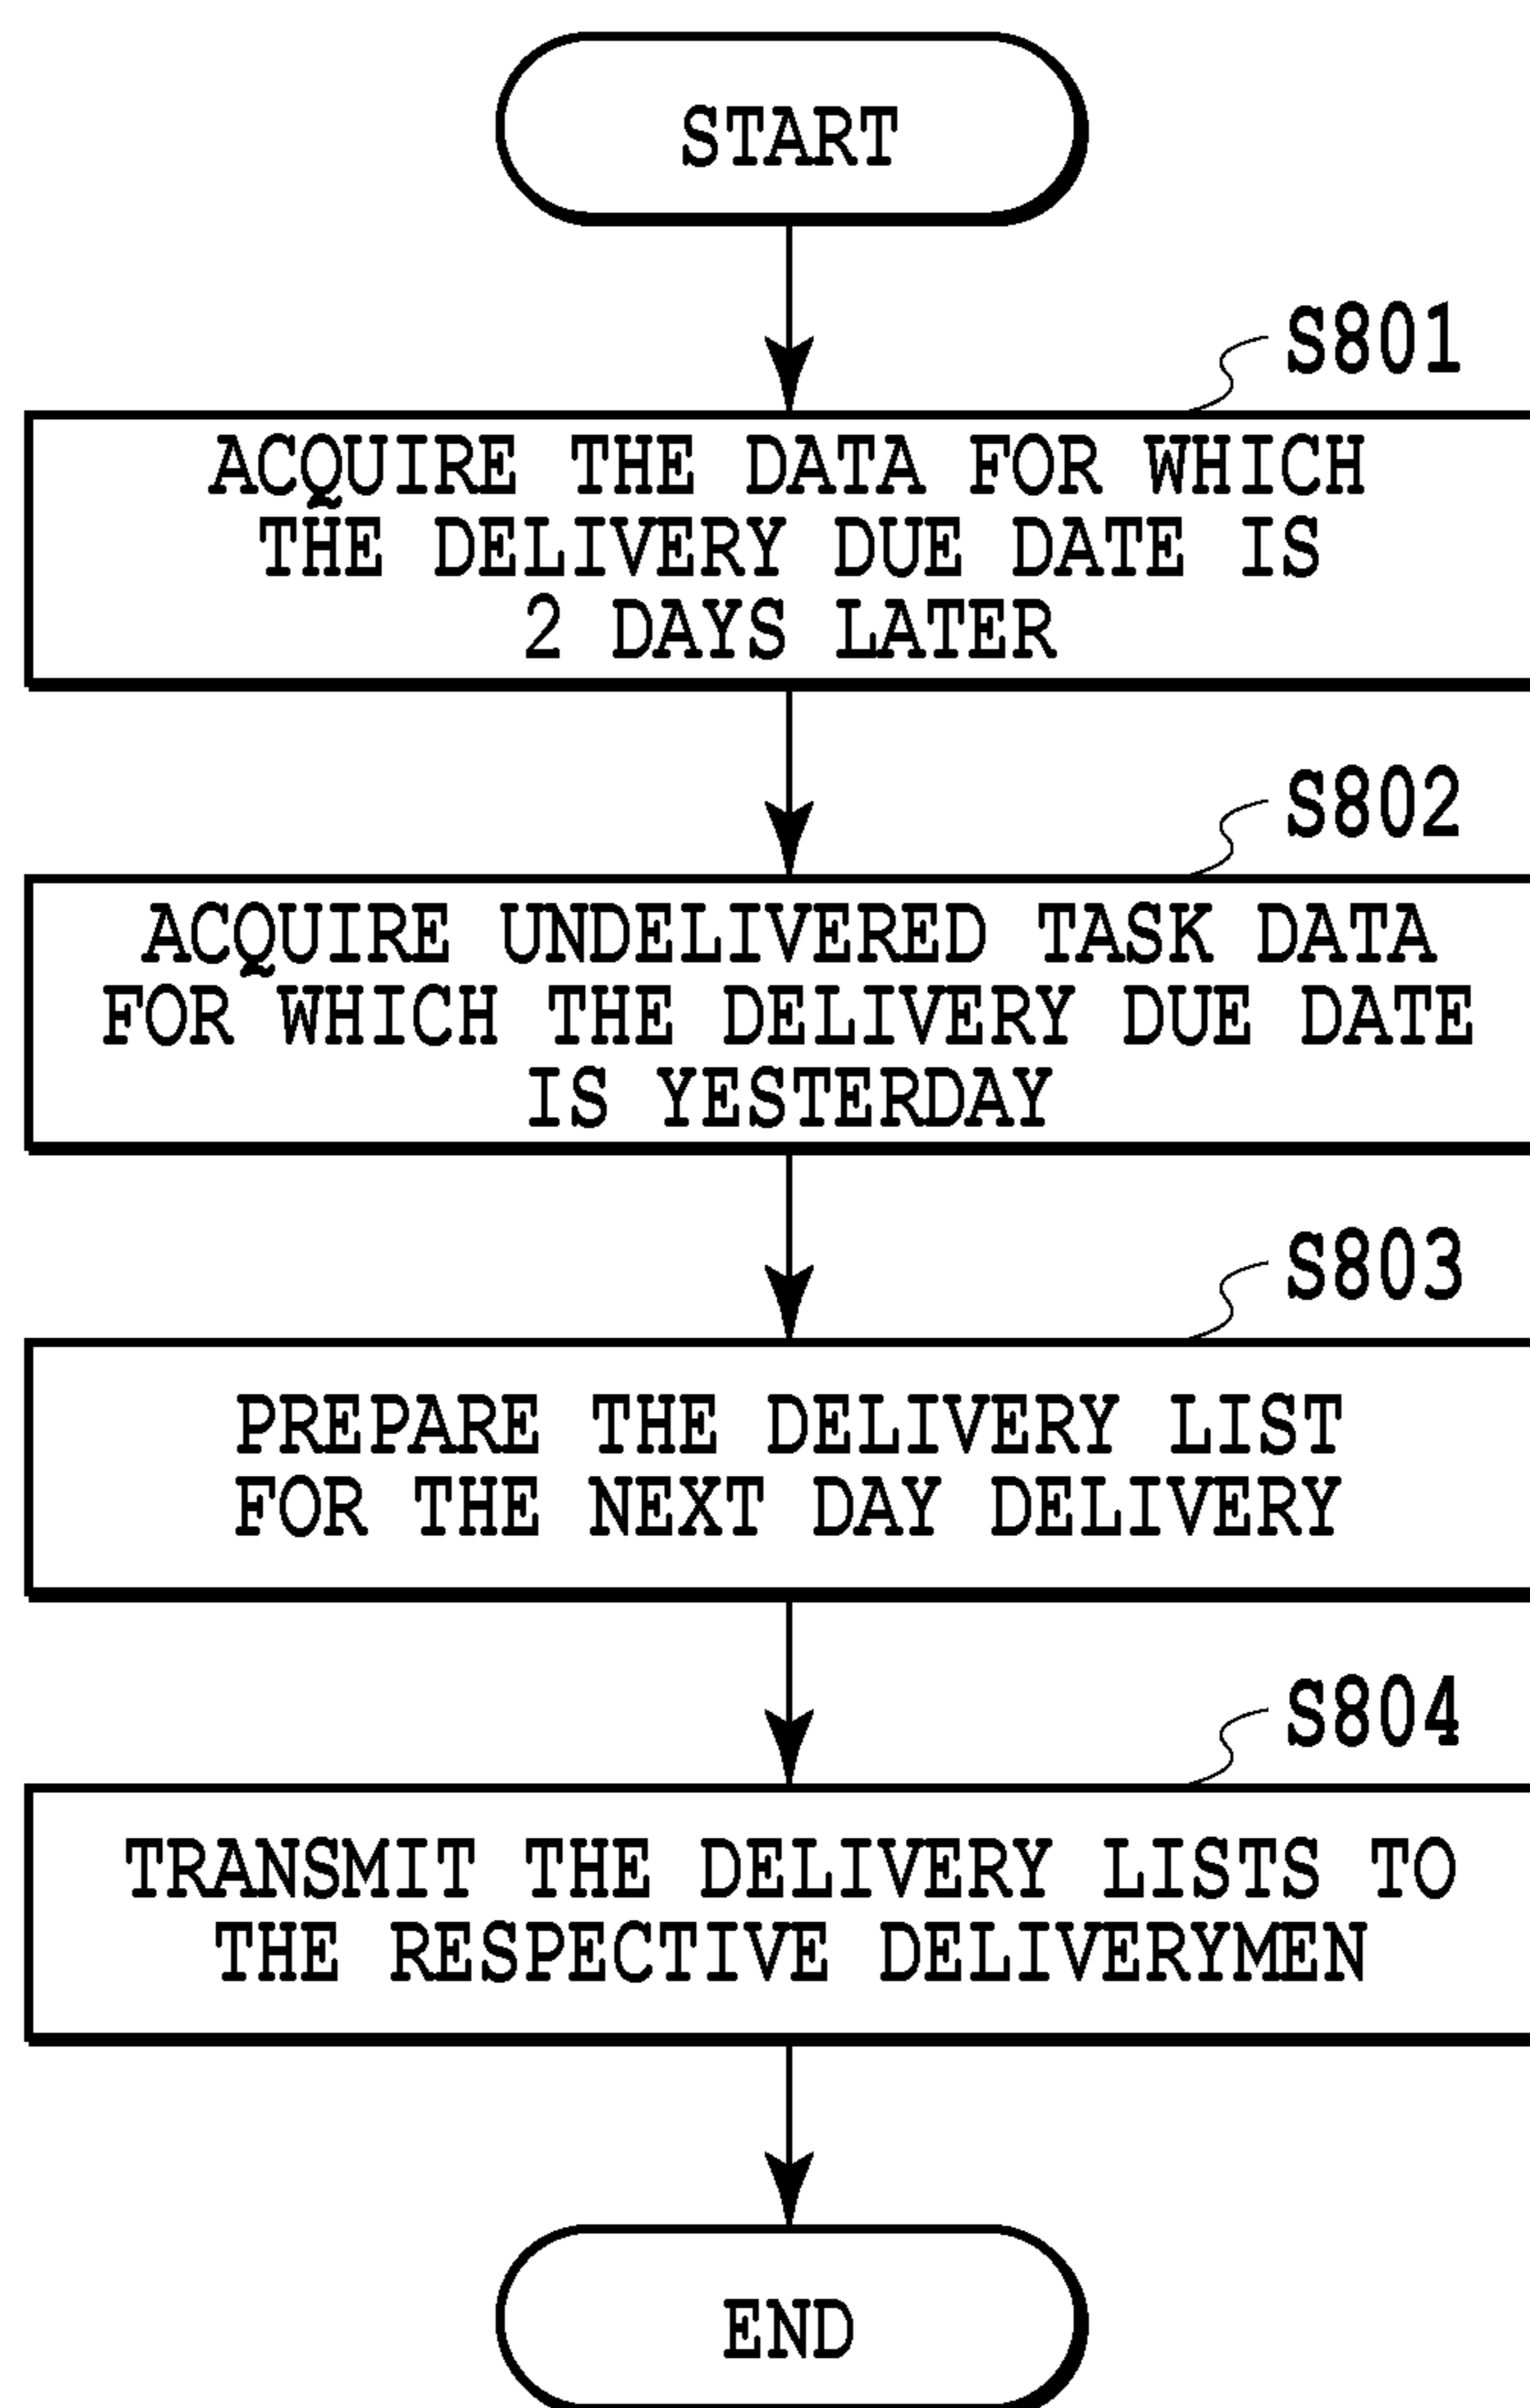 START
S801
ACQUIRE THE DATA FOR WHICH
THE DELIVERY DUE DATE IS
2 DAYS LATER
S802
ACQUIRE UNDELIVERED TASK DATA
FOR WHICH THE DELIVERY DUE DATE
IS YESTERDAY
S803
PREPARE THE DELIVERY LIST
FOR THE NEXT DAY DELIVERY
S804
TRANSMIT THE DELIVERY LISTS TO
THE RESPECTIVE DELIVERYMEN
END